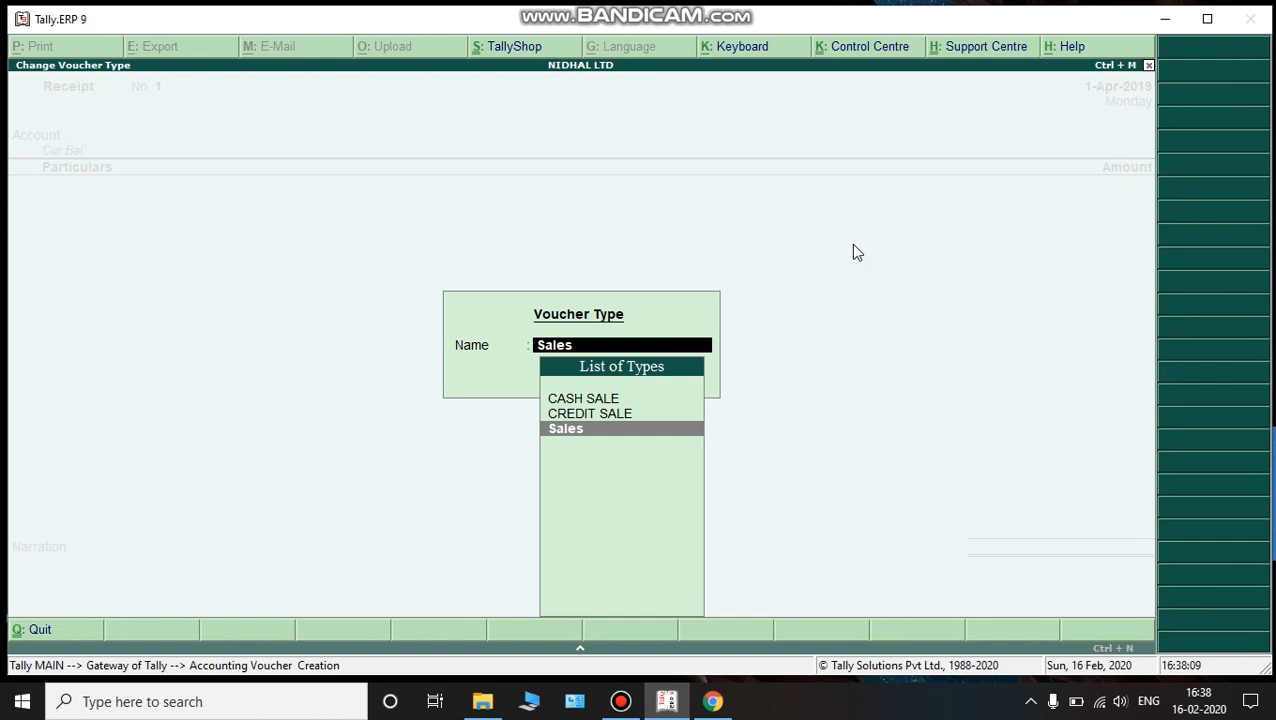 www.BANDICAM.com
Tally.ERP 9
P: Print E: Export M: E-Mail O: Upload S: TallyShop G: Language K: Keyboard K: Control Centre H: Support Centre H: Help
Change Voucher Type NIDHAL LTD Ctrl + M
Receipt No. 1 1-Apr-2019
Monday
Account
Cur Bal
Particulars Amount
Voucher Type
Name : Sales
List of Types
CASH SALE
CREDIT SALE
Sales
Narration:
Q: Quit
Ctrl + N
Tally MAIN --> Gateway of Tally --> Accounting Voucher Creation © Tally Solutions Pvt Ltd., 1988-2020 Sun, 16 Feb, 2020 16:38:09
Type here to search ENG 16:38
16-02-2020